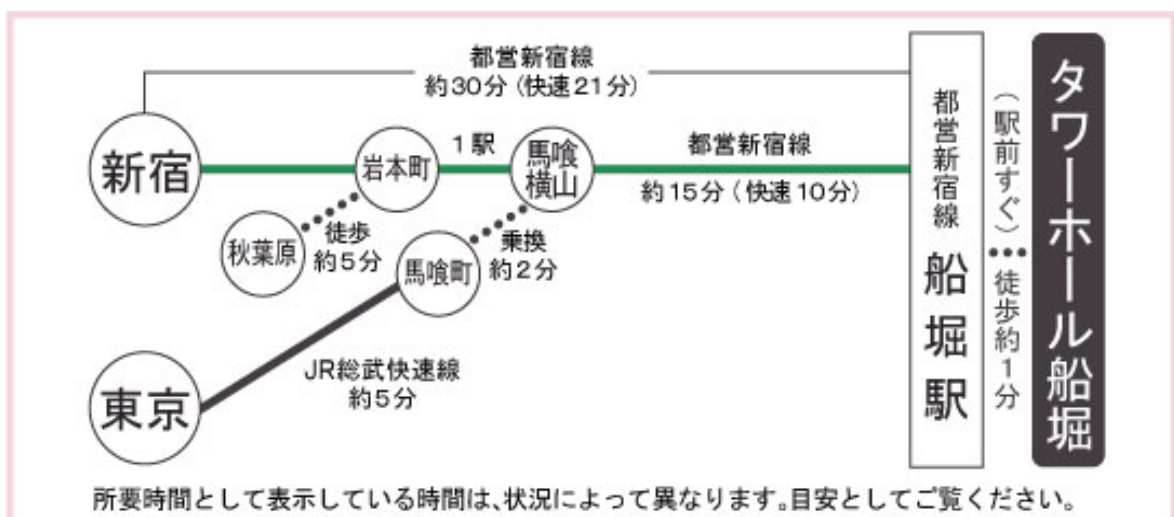 都営新宿線
約30分(快速21分)
新宿
岩本町
1駅
馬喰
横山
都営新宿線
約15分(快速10分)
秋葉原
徒歩
約5分
馬喰町
乗換
約2分
東京
JR総武快速線
約5分
都営新宿線 船堀駅
(駅前すぐ)
徒歩約1分
タワーホール船堀
所要時間として表示している時間は、状況によって異なります。目安としてご覧ください。